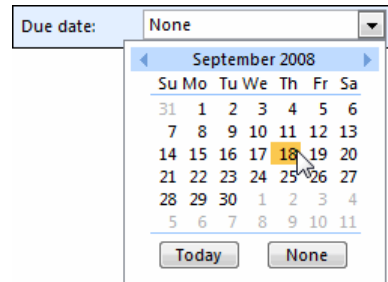 Due date: None
September 2008
Su Mo Tu We Th Fr Sa
31 1 2 3 4 5 6
7 8 9 10 11 12 13
14 15 16 17 18 19 20
21 22 23 24 25 26 27
28 29 30 1 2 3 4
5 6 7 8 9 10 11
Today None